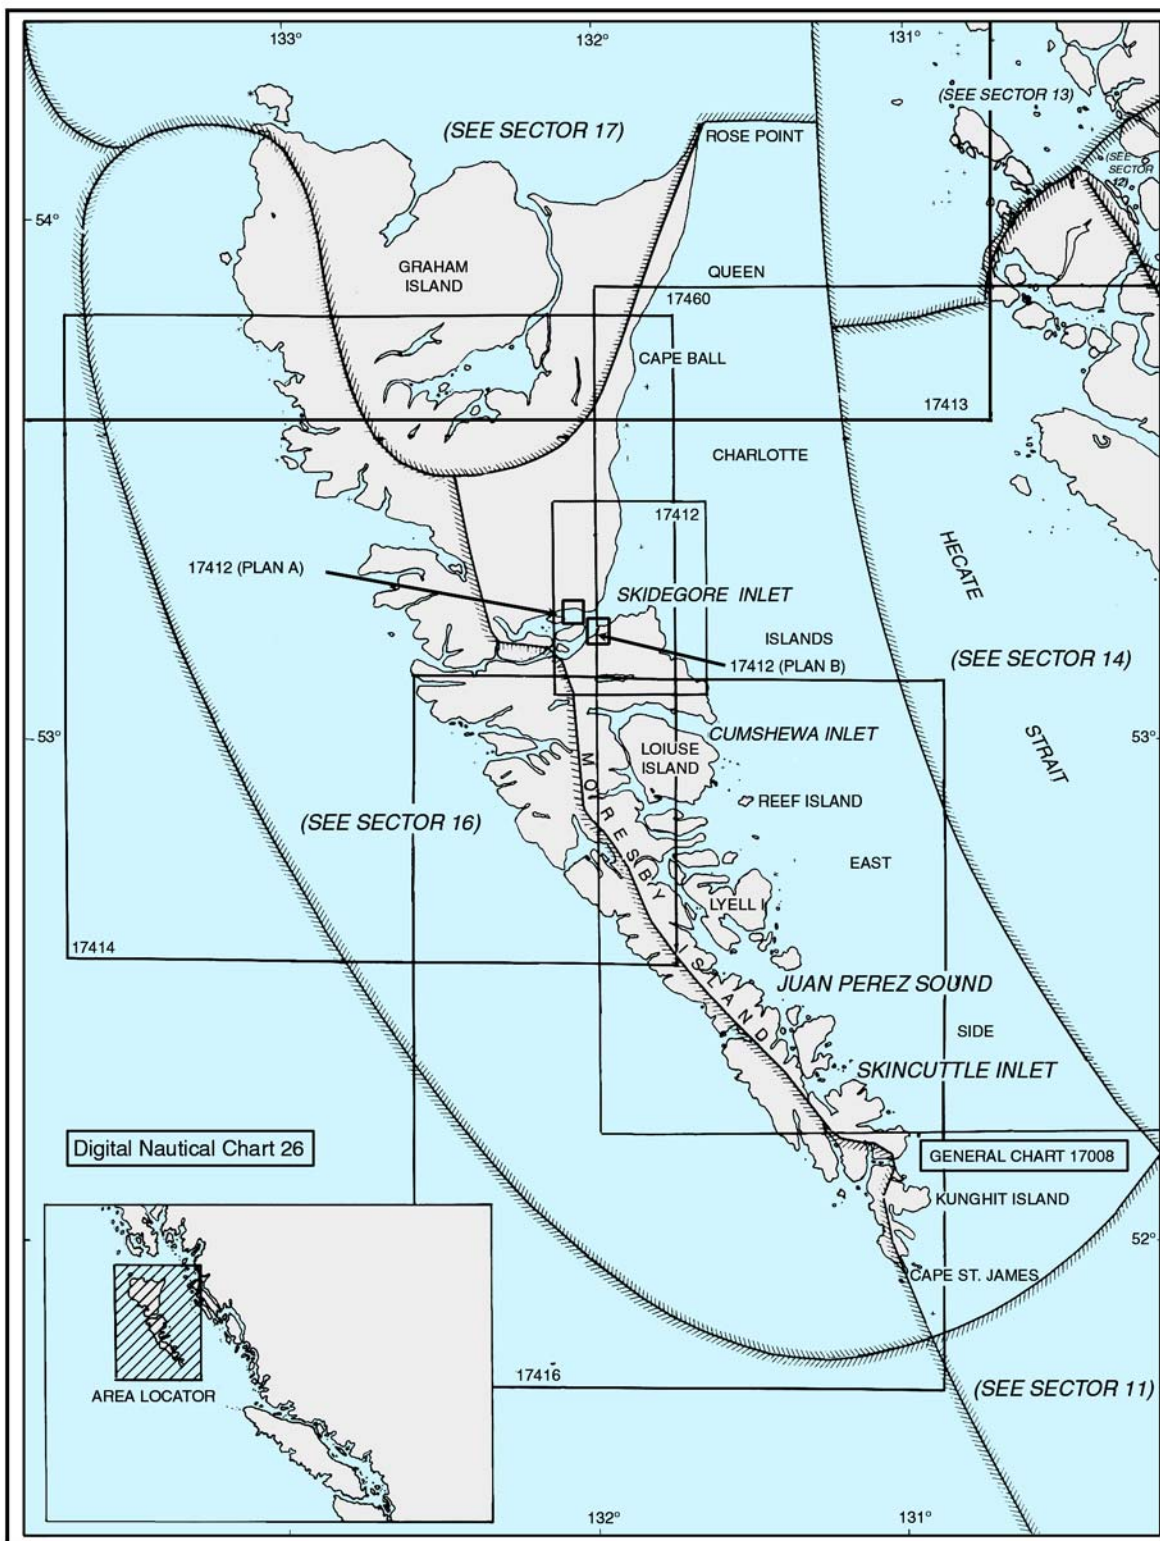 133°
132°
131°
(SEE SECTOR 13)
(SEE SECTOR 17)
ROSE POINT
(SEE
SECTOR
12)
54°
GRAHAM
ISLAND
QUEEN
17460
CAPE BALL
17413
CHARLOTTE
17412
HECATE
17412 (PLAN A)
SKIDEGORE INLET
ISLANDS
(SEE SECTOR 14)
17412 (PLAN B)
CUMSHEWA INLET
53°
53°
STRAIT
LOIUSE
ISLAND
MORESBY ISLAND
REEF ISLAND
(SEE SECTOR 16)
EAST
LYELL I
17414
JUAN PEREZ SOUND
SIDE
SKINCUTTLE INLET
Digital Nautical Chart 26
GENERAL CHART 17008
KUNGHIT ISLAND
52°
CAPE ST. JAMES
17416
(SEE SECTOR 11)
AREA LOCATOR
132°
131°